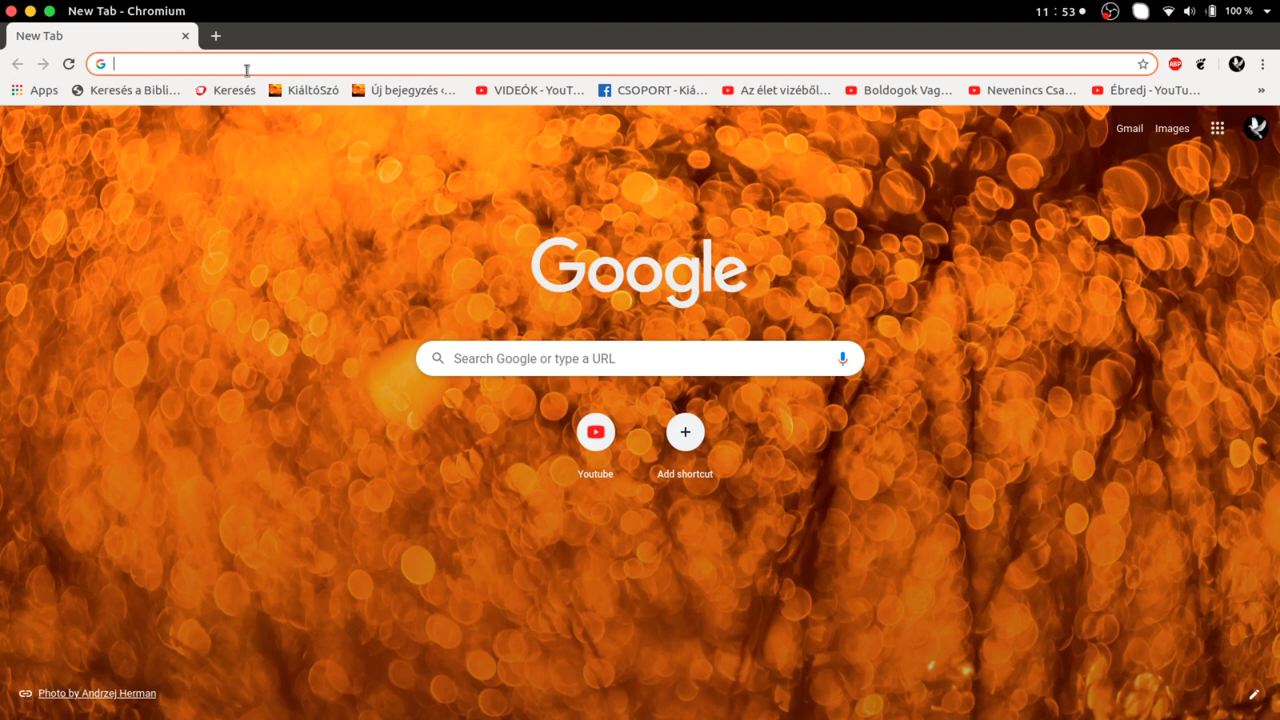 New Tab - Chromium
11 : 53
100 %
New Tab
Apps
Keresés a Bibli...
Keresés
KiáltóSzó
Új bejegyzés ‹...
VIDEÓK - YouT...
CSOPORT - Kiá...
Az élet vizéből...
Boldogok Vag...
Nevenincs Csa...
Ébredj - YouTu...
»
ABP
Gmail
Images
Google
Search Google or type a URL
Youtube
Add shortcut
Photo by Andrzej Herman